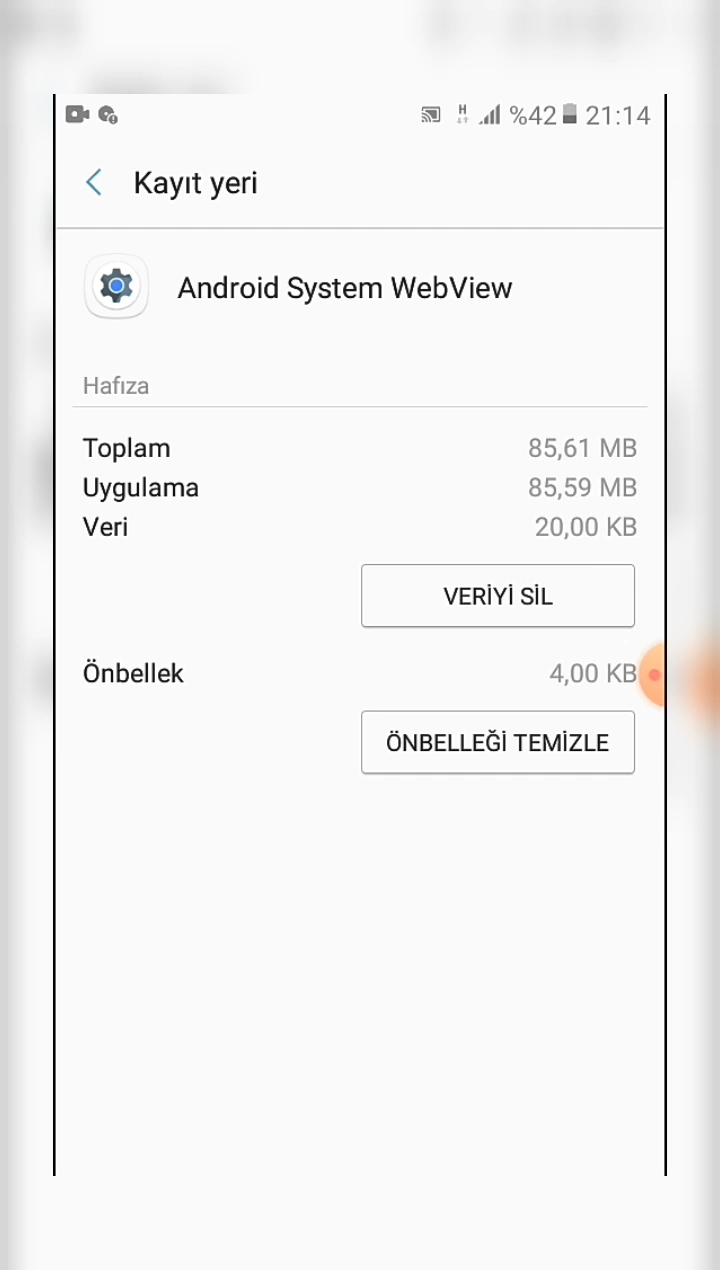 H %42 21:14
Kayıt yeri
Android System WebView
Hafıza
Toplam 85,61 MB
Uygulama 85,59 MB
Veri 20,00 KB
VERİYİ SİL
Önbellek 4,00 KB
ÖNBELLEĞİ TEMİZLE